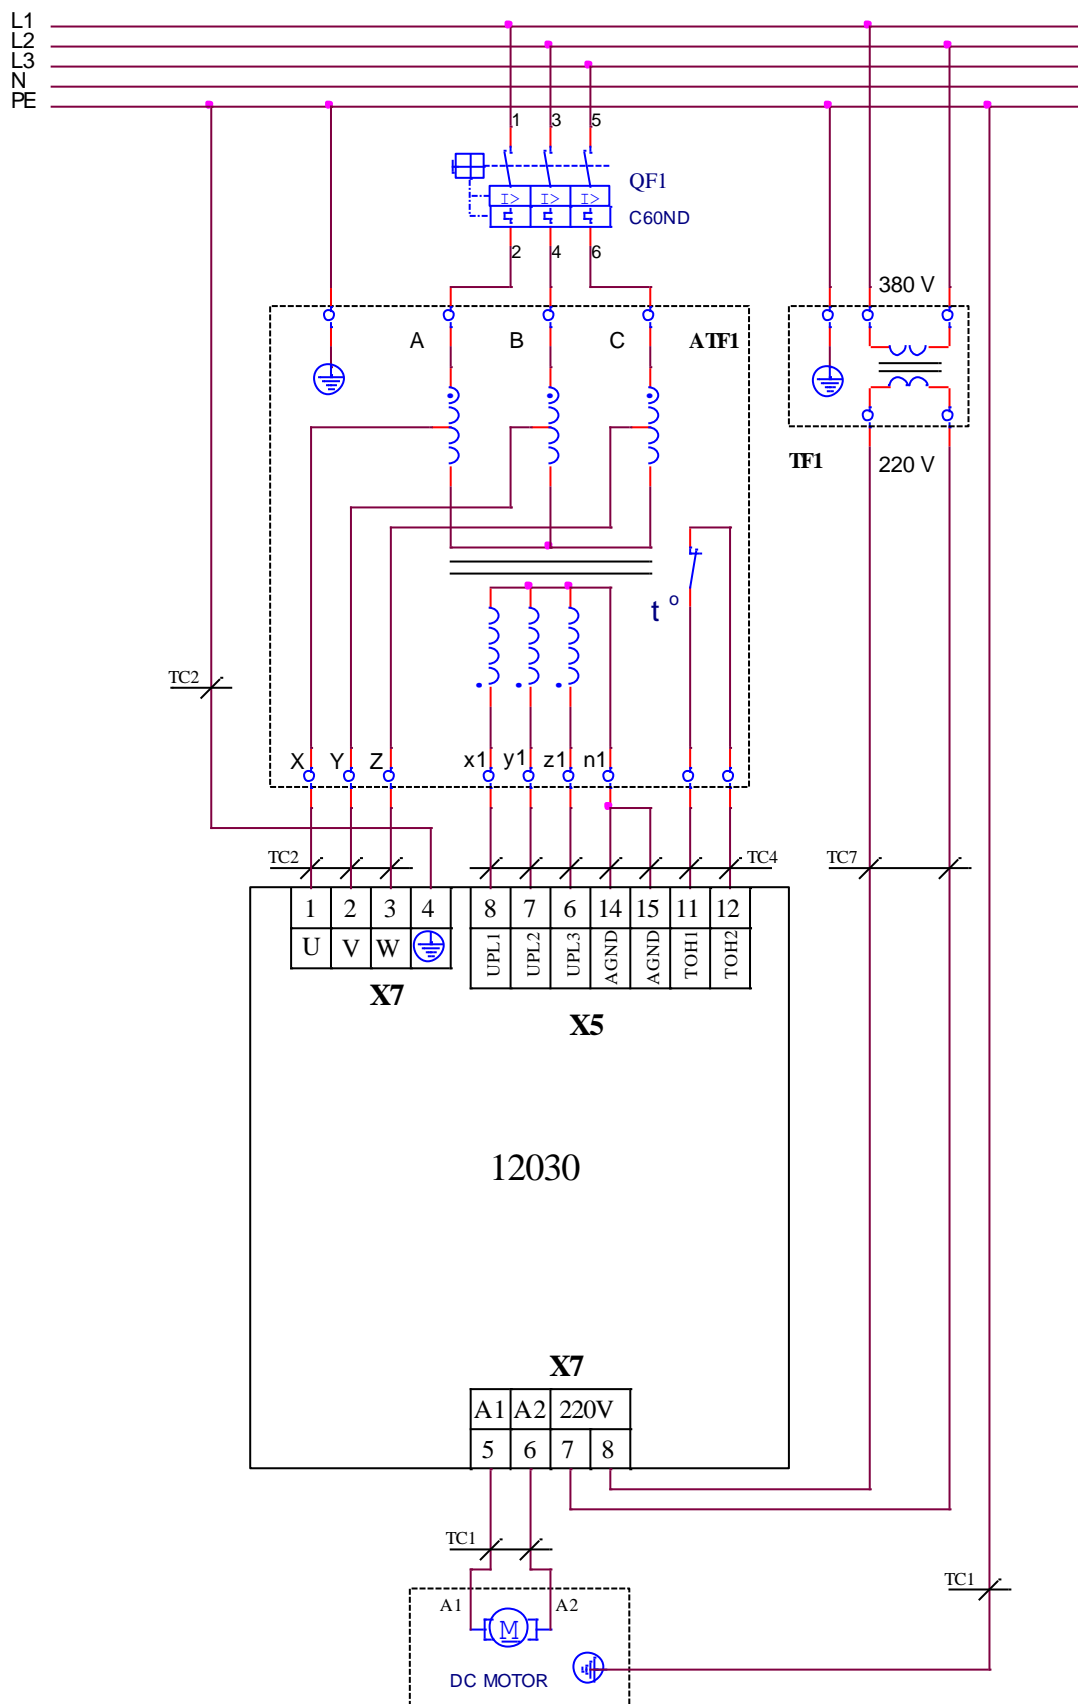 L1
L2
L3
N
PE
1 3 5
QF1
I> I> I>
C60ND
2 4 6
380 V
A B C ATF1
TF1
220 V
t o
TC2
X Y Z x1 y1 z1 n1
TC2 TC4 TC7
1 2 3 4 8 7 6 14 15 11 12
U V W UPL1 UPL2 UPL3 AGND AGND TOH1 TOH2
X7
X5
12030
X7
A1 A2 220V
5 6 7 8
TC1
TC1
A1 A2
M
DC MOTOR